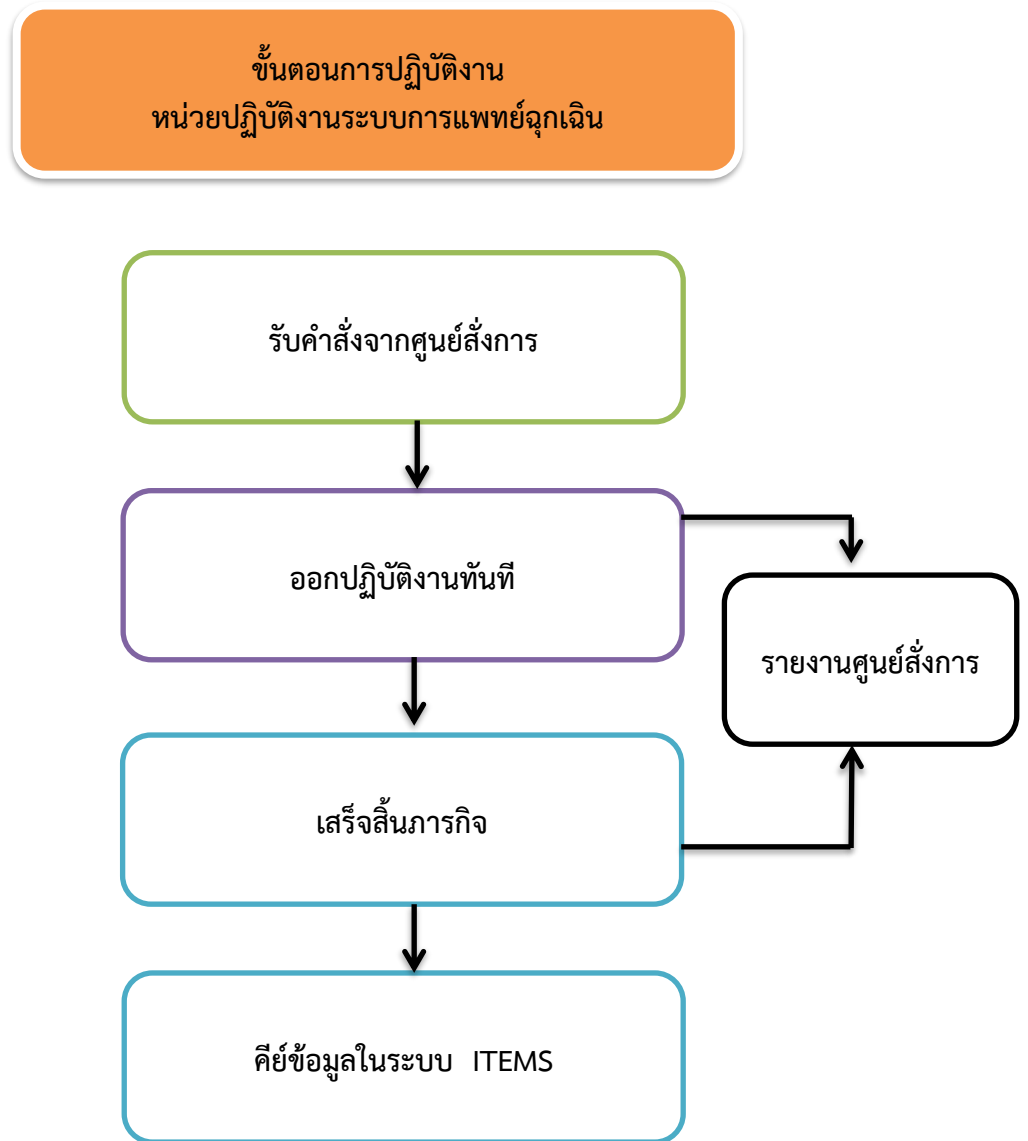 ขั้นตอนการปฏิบัติงาน
หน่วยปฏิบัติงานระบบการแพทย์ฉุกเฉิน
รับคำสั่งจากศูนย์สั่งการ
ออกปฏิบัติงานทันที
รายงานศูนย์สั่งการ
เสร็จสิ้นภารกิจ
คีย์ข้อมูลในระบบ ITEMS